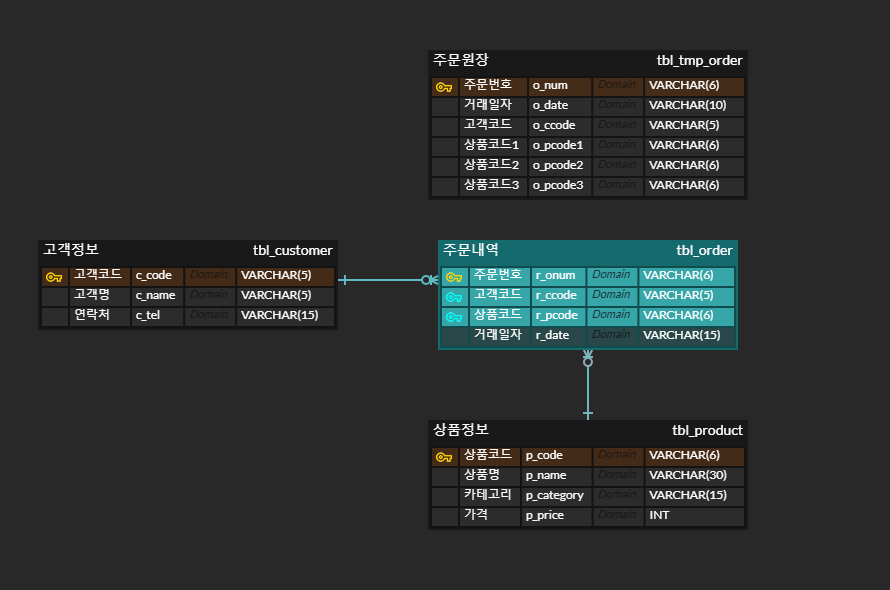 주문원장 tbl_tmp_order
주문번호 o_num Domain VARCHAR(6)
거래일자 o_date Domain VARCHAR(10)
고객코드 o_ccode Domain VARCHAR(5)
상품코드1 o_pcode1 Domain VARCHAR(6)
상품코드2 o_pcode2 Domain VARCHAR(6)
상품코드3 o_pcode3 Domain VARCHAR(6)
고객정보 tbl_customer
고객코드 c_code Domain VARCHAR(5)
고객명 c_name Domain VARCHAR(5)
연락처 c_tel Domain VARCHAR(15)
주문내역 tbl_order
주문번호 r_onum Domain VARCHAR(6)
고객코드 r_ccode Domain VARCHAR(5)
상품코드 r_pcode Domain VARCHAR(6)
거래일자 r_date Domain VARCHAR(15)
상품정보 tbl_product
상품코드 p_code Domain VARCHAR(6)
상품명 p_name Domain VARCHAR(30)
카테고리 p_category Domain VARCHAR(15)
가격 p_price Domain INT